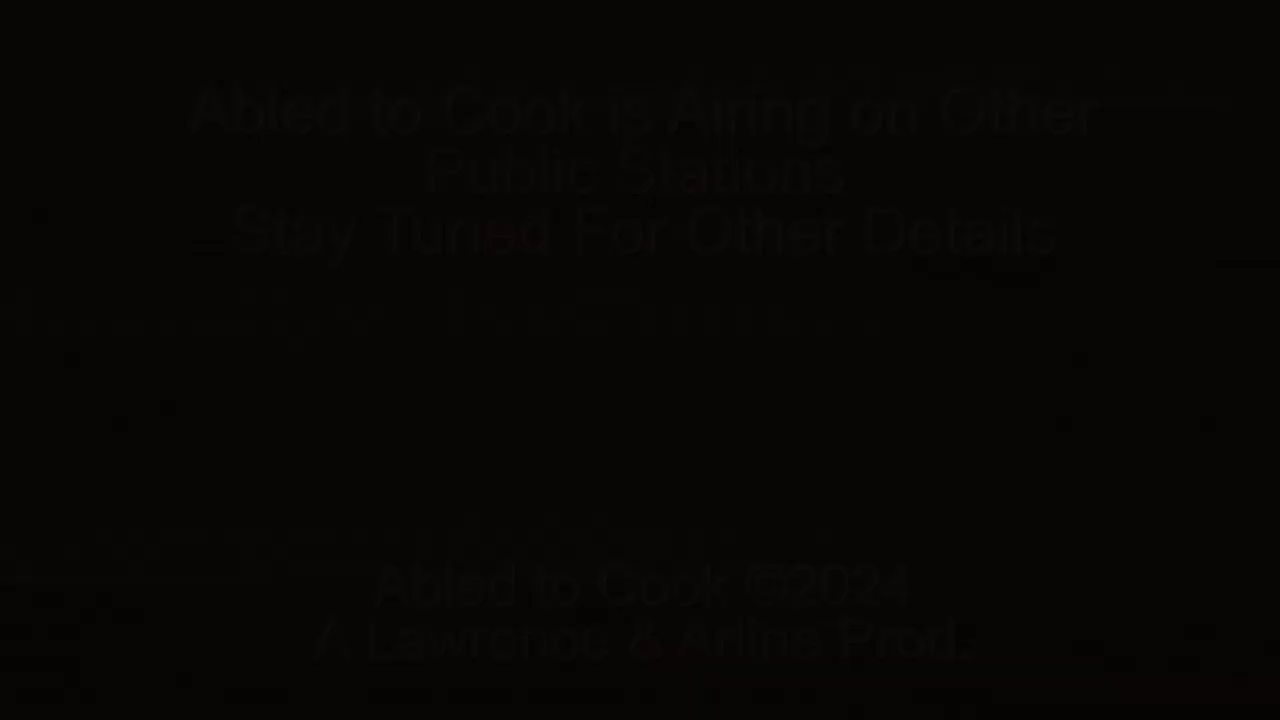 Abled to Cook is Airing on Other
Public Stations
Stay Tuned For Other Details
Abled to Cook ©2024
A Lawrence & Arline Prod.